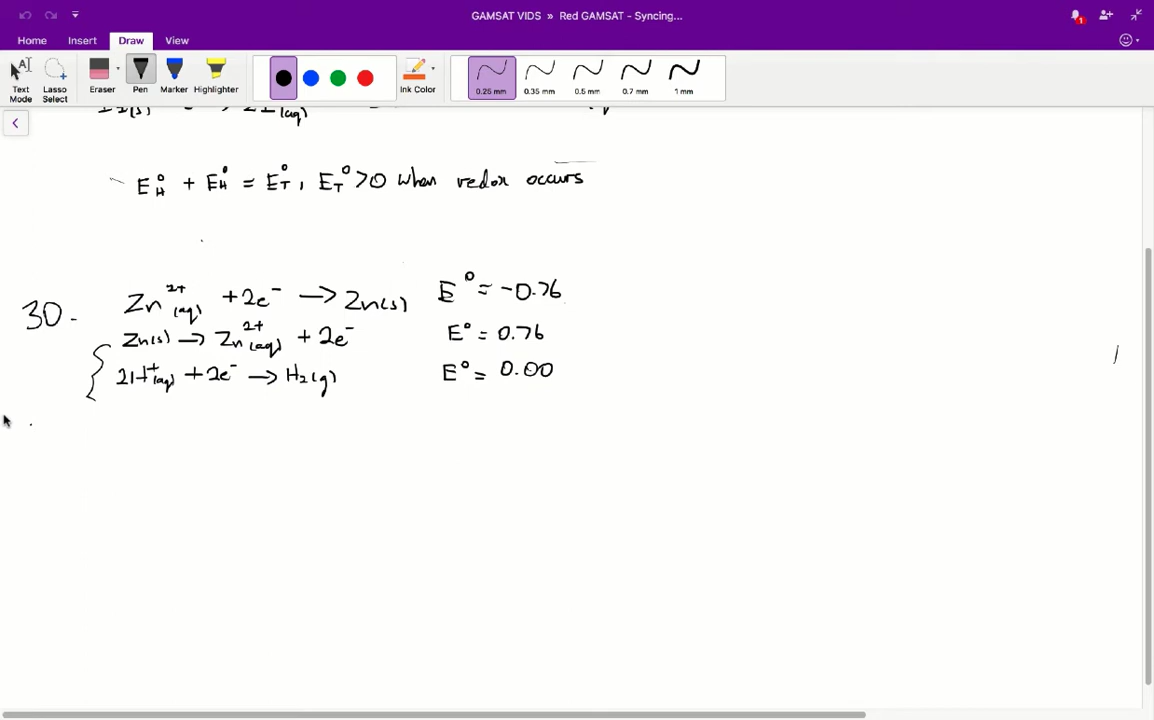 GAMSAT VIDS » Red GAMSAT - Syncing...
1
Home Insert Draw View
Text Mode
Lasso Select
Eraser
Pen
Marker
Highlighter
Ink Color
0.25 mm
0.35 mm
0.5 mm
0.7 mm
1 mm
E°H + E°H = E°T, E°T >0 when redox occurs
30- Zn²⁺(aq) +2e⁻ → Zn(s) E° = -0.76
Zn(s) → Zn²⁺(aq) + 2e⁻ E° = 0.76
2H⁺(aq) + 2e⁻ → H₂(g) E° = 0.00